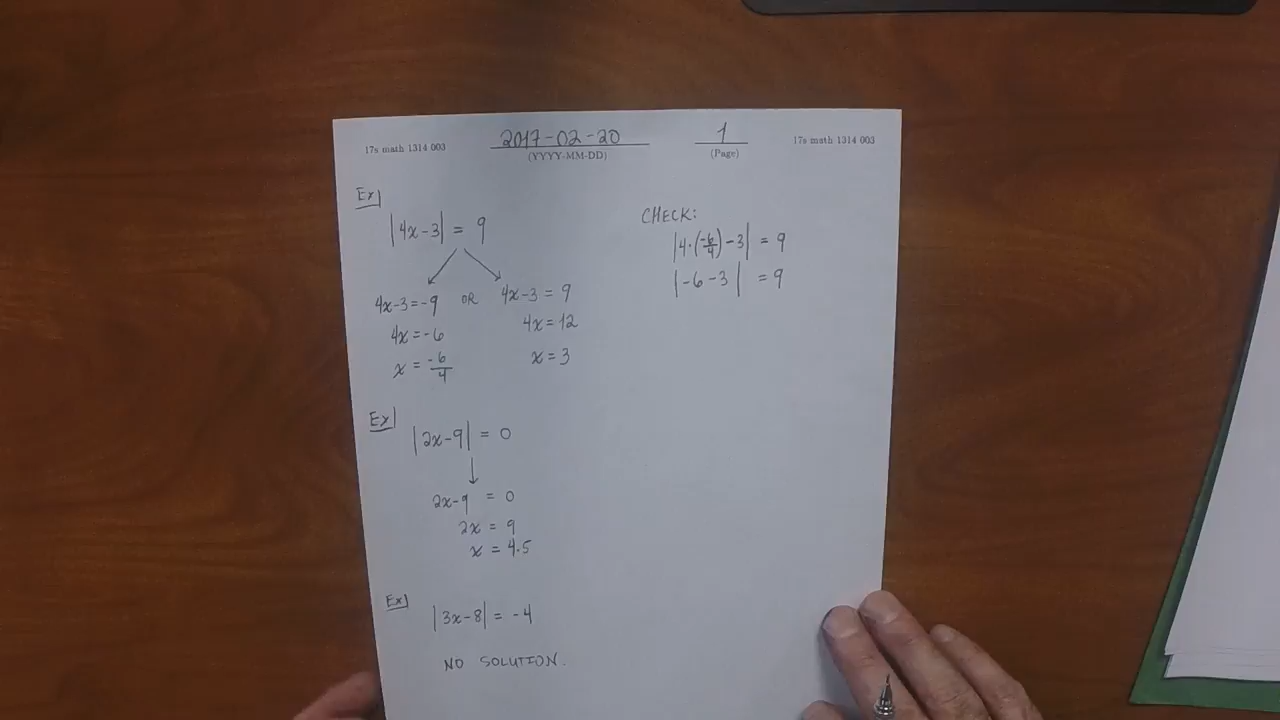 17s math 1314 003 2017-02-20 1 17s math 1314 003
(YYYY-MM-DD) (Page)
Ex
|4x-3| = 9
4x-3=-9 OR 4x-3 = 9
4x=-6 4x=12
x = -6/4 x=3
Ex
|2x-9| = 0
2x-9 = 0
2x = 9
x = 4.5
Ex
|3x-8| = -4
NO SOLUTION.
CHECK:
|4·(-6/4)-3| = 9
|-6-3| = 9